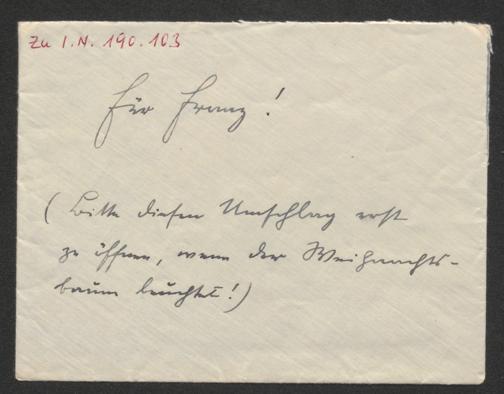 Zu I.N. 190.103
Für Franz!
(Bitte diesen Umschlag erst
zu öffnen, wenn der Weihnachts-
baum leuchtet!)